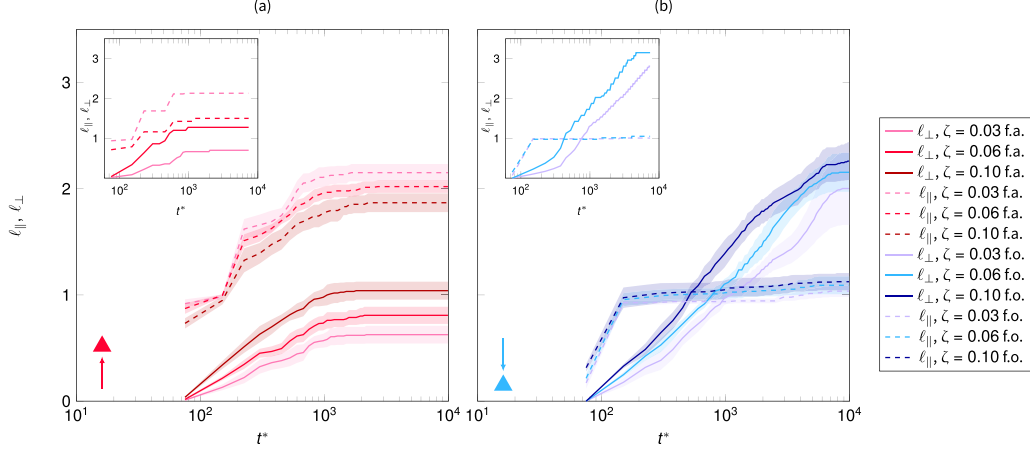 (a)
(b)
3
2
1
0
10¹
10²
10³
10⁴
t*
ℓ∥, ℓ⊥
3
2
1
10²
10³
10⁴
t*
ℓ∥, ℓ⊥
10¹
10²
10³
10⁴
t*
3
2
1
10²
10³
10⁴
t*
ℓ∥, ℓ⊥
ℓ⊥, ζ = 0.03 f.a.
ℓ⊥, ζ = 0.06 f.a.
ℓ⊥, ζ = 0.10 f.a.
ℓ∥, ζ = 0.03 f.a.
ℓ∥, ζ = 0.06 f.a.
ℓ∥, ζ = 0.10 f.a.
ℓ⊥, ζ = 0.03 f.o.
ℓ⊥, ζ = 0.06 f.o.
ℓ⊥, ζ = 0.10 f.o.
ℓ∥, ζ = 0.03 f.o.
ℓ∥, ζ = 0.06 f.o.
ℓ∥, ζ = 0.10 f.o.